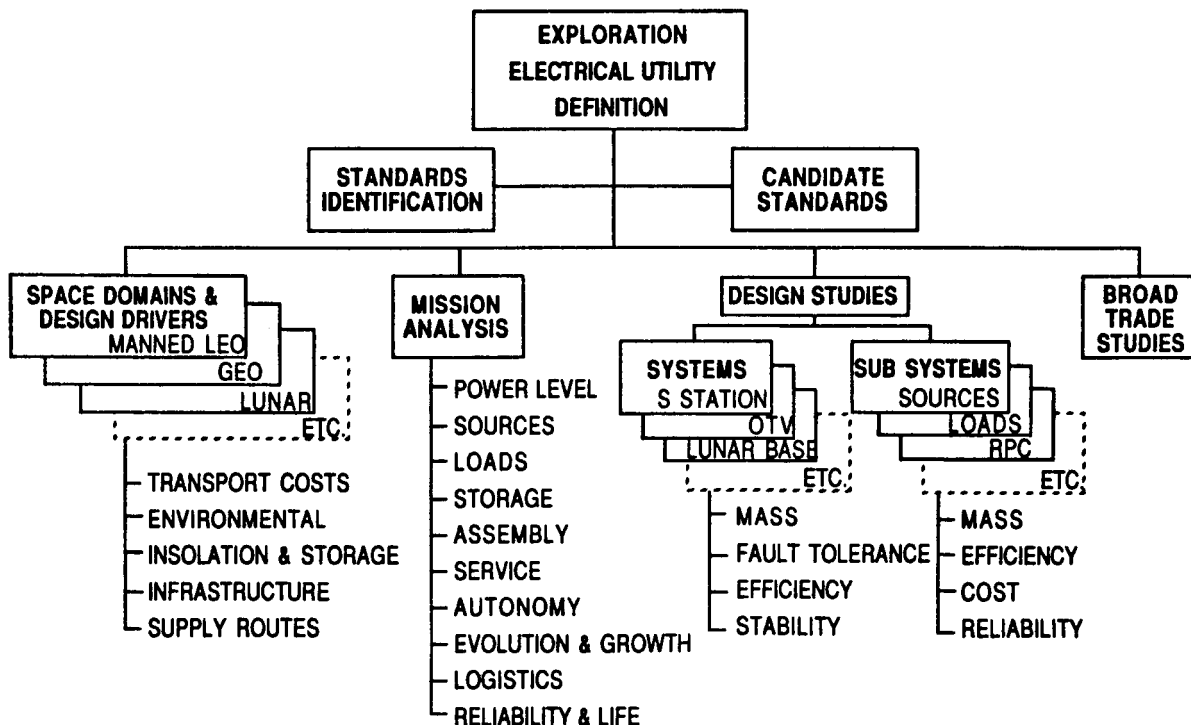 EXPLORATION
ELECTRICAL UTILITY
DEFINITION
STANDARDS
IDENTIFICATION
CANDIDATE
STANDARDS
SPACE DOMAINS &
DESIGN DRIVERS
MANNED LEO
GEO
LUNAR
ETC.
TRANSPORT COSTS
ENVIRONMENTAL
INSOLATION & STORAGE
INFRASTRUCTURE
SUPPLY ROUTES
MISSION
ANALYSIS
POWER LEVEL
SOURCES
LOADS
STORAGE
ASSEMBLY
SERVICE
AUTONOMY
EVOLUTION & GROWTH
LOGISTICS
RELIABILITY & LIFE
DESIGN STUDIES
SYSTEMS
S STATION
OTV
LUNAR BASE
ETC.
MASS
FAULT TOLERANCE
EFFICIENCY
STABILITY
SUB SYSTEMS
SOURCES
LOADS
RPC
ETC.
MASS
EFFICIENCY
COST
RELIABILITY
BROAD
TRADE
STUDIES